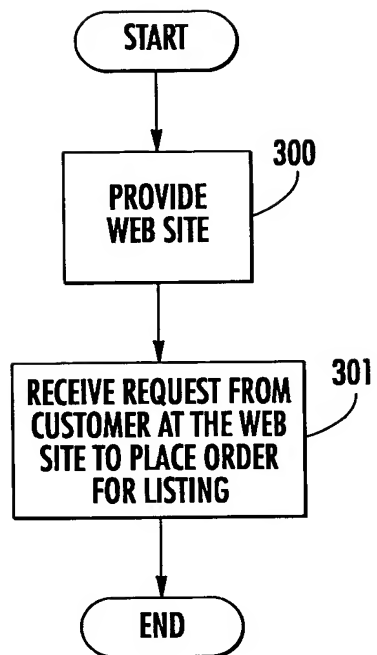 START
300
PROVIDE
WEB SITE
301
RECEIVE REQUEST FROM
CUSTOMER AT THE WEB
SITE TO PLACE ORDER
FOR LISTING
END